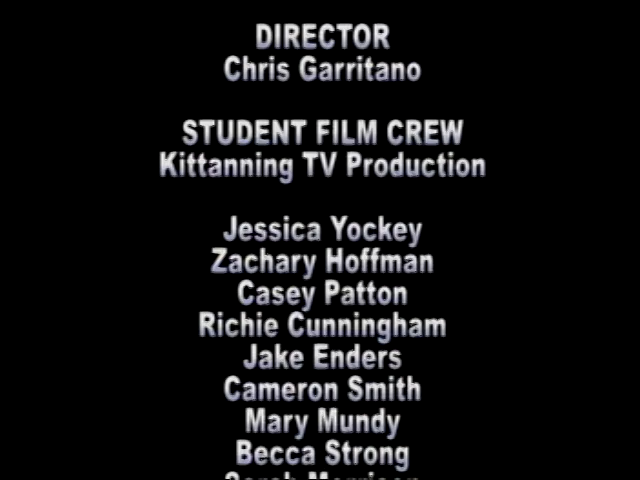 DIRECTOR
Chris Garritano
STUDENT FILM CREW
Kittanning TV Production
Jessica Yockey
Zachary Hoffman
Casey Patton
Richie Cunningham
Jake Enders
Cameron Smith
Mary Mundy
Becca Strong